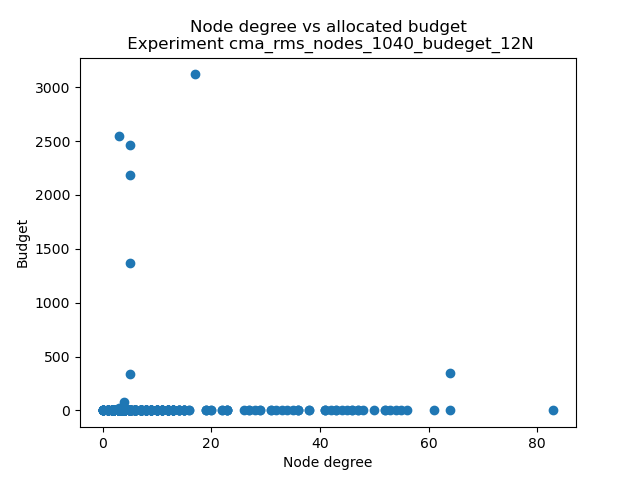 Node degree vs allocated budget
Experiment cma_rms_nodes_1040_budeget_12N
3000
2500
2000
1500
1000
500
0
Budget
0 20 40 60 80
Node degree